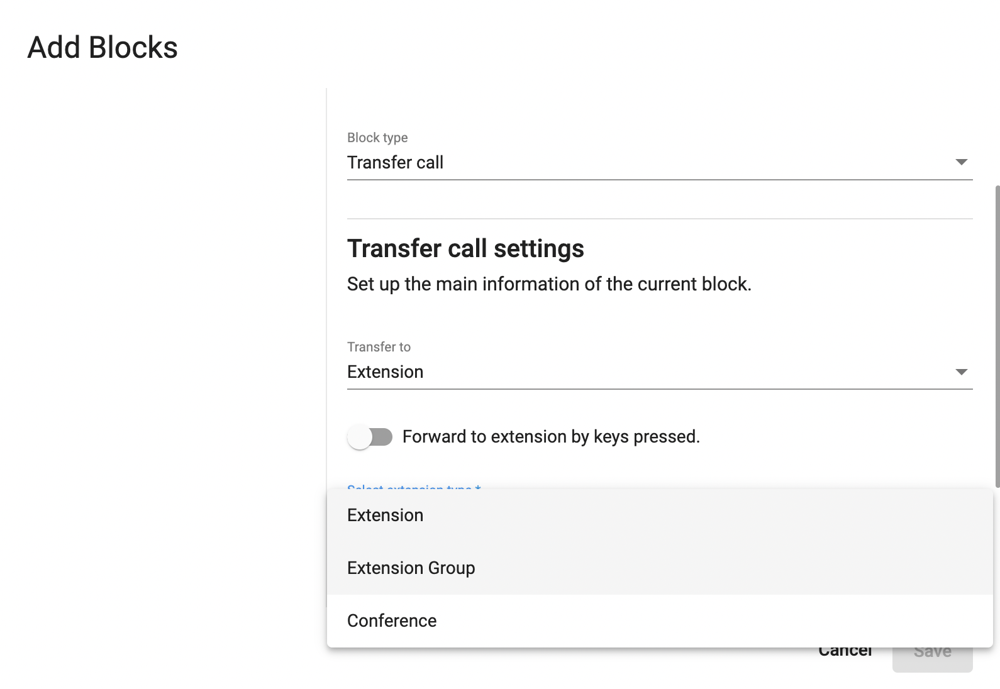 Add Blocks
Block type
Transfer call
Transfer call settings
Set up the main information of the current block.
Transfer to
Extension
Forward to extension by keys pressed.
Select extension type *
Extension
Extension Group
Conference
Cancel
Save